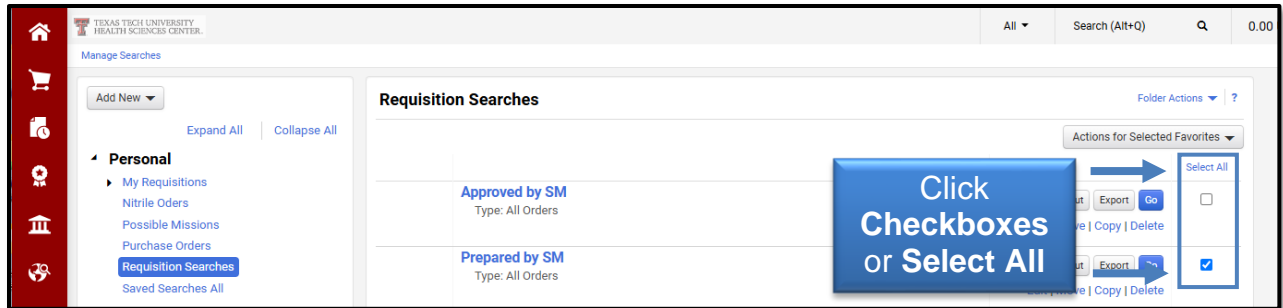 TEXAS TECH UNIVERSITY
HEALTH SCIENCES CENTER.
All
Search (Alt+Q)
0.00
Manage Searches
Add New
Expand All
Collapse All
Personal
My Requisitions
Nitrile Oders
Possible Missions
Purchase Orders
Requisition Searches
Saved Searches All
Requisition Searches
Folder Actions
?
Actions for Selected Favorites
Select All
Approved by SM
Type: All Orders
Export
Go
| Copy | Delete
Prepared by SM
Type: All Orders
Export
| Copy | Delete
Click
Checkboxes
or Select All